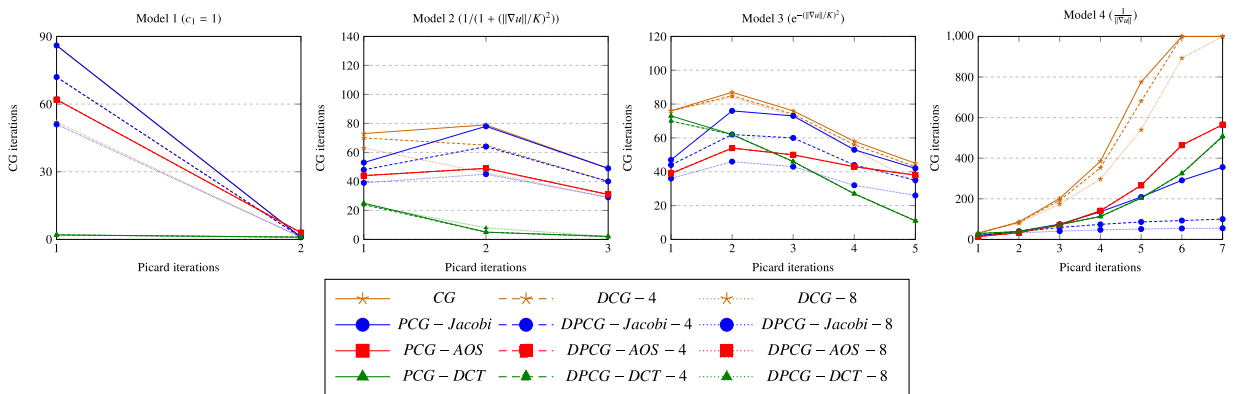 Model 1 (c₁ = 1)
90
60
30
0
1
2
CG iterations
Picard iterations
Model 2 (1/(1 + (‖∇u‖/K)²))
140
120
100
80
60
40
20
0
1
2
3
CG iterations
Picard iterations
Model 3 (e^{−(‖∇u‖/K)²})
120
100
80
60
40
20
0
1
2
3
4
5
CG iterations
Picard iterations
Model 4 (1/‖∇u‖)
1,000
800
600
400
200
0
1
2
3
4
5
6
7
CG iterations
Picard iterations
CG DCG − 4 DCG − 8
PCG − Jacobi DPCG − Jacobi − 4 DPCG − Jacobi − 8
PCG − AOS DPCG − AOS − 4 DPCG − AOS − 8
PCG − DCT DPCG − DCT − 4 DPCG − DCT − 8